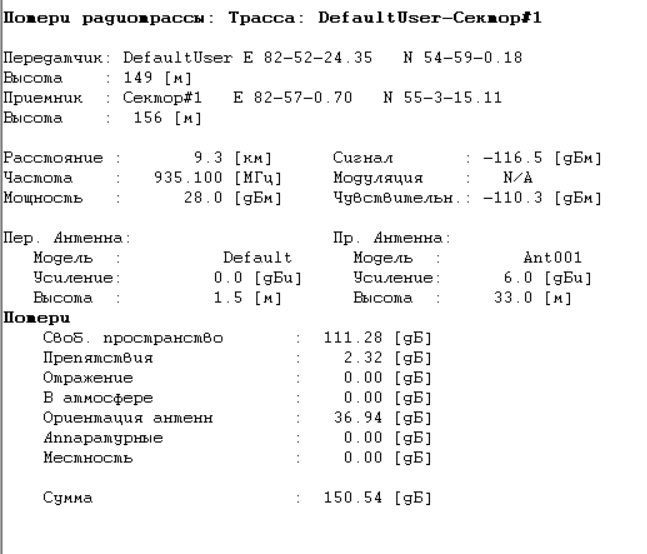 Потери радиотрассы: Трасса: DefaultUser-Сектор#1
Передатчик: DefaultUser E 82-52-24.35 N 54-59-0.18
Высота : 149 [м]
Приемник : Сектор#1 E 82-57-0.70 N 55-3-15.11
Высота : 156 [м]
Расстояние : 9.3 [км] Сигнал : -116.5 [дБм]
Частота : 935.100 [МГц] Модуляция : N/A
Мощность : 28.0 [дБм] Чувствительн.: -110.3 [дБм]
Пер. Антенна: Пр. Антенна:
Модель : Default Модель : Ant001
Усиление: 0.0 [дБи] Усиление: 6.0 [дБи]
Высота : 1.5 [м] Высота : 33.0 [м]
Потери
Своб. пространство : 111.28 [дБ]
Препятствия : 2.32 [дБ]
Отражение : 0.00 [дБ]
В атмосфере : 0.00 [дБ]
Ориентация антенн : 36.94 [дБ]
Аппаратурные : 0.00 [дБ]
Местность : 0.00 [дБ]
Сумма : 150.54 [дБ]